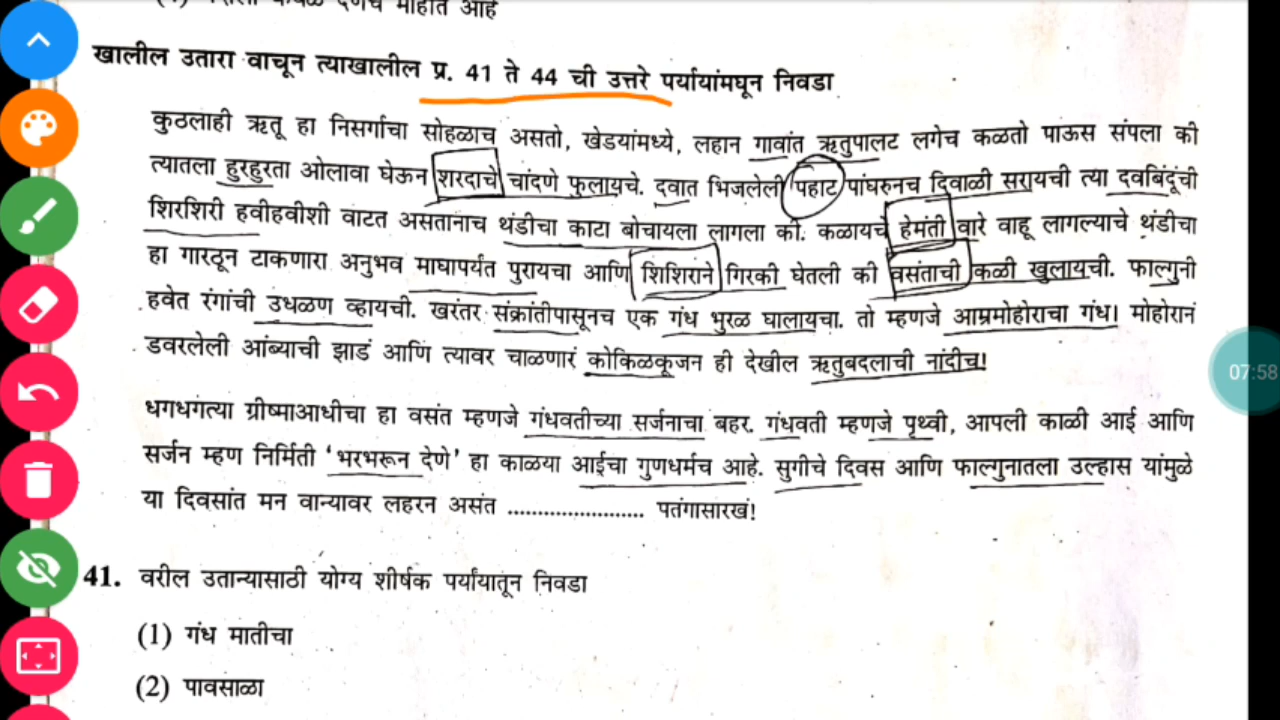 माहीत आहे
खालील उतारा वाचून त्याखालील प्र. 41 ते 44 ची उत्तरे पर्यायांमघून निवडा
कुठलाही ऋतू हा निसर्गाचा सोहळाच असतो, खेडयांमध्ये, लहान गावांत ऋतुपालट लगेच कळतो पाऊस संपला की
त्यातला हुरहुरता ओलावा घेऊन शरदाचे चांदणे फुलायचे. दवात भिजलेली पहाट पांघरुनच दिवाळी सरायची त्या दवबिंदूंची
शिरशिरी हवीहवीशी वाटत असतानाच थंडीचा काटा बोचायला लागला की. कळायचे हेमंती वारे वाहू लागल्याचे थंडीचा
हा गारठून टाकणारा अनुभव माघापर्यंत पुरायचा आणि शिशिराने गिरकी घेतली की वसंताची कळी खुलायची. फाल्गुनी
हवेत रंगांची उधळण व्हायची. खरंतर संक्रांतीपासूनच एक गंध भुरळ घालायचा. तो म्हणजे आम्रमोहोराचा गंध। मोहोरानं
डवरलेली आंब्याची झाडं आणि त्यावर चाळणारं कोकिळकूजन ही देखील ऋतुबदलाची नांदीच!
धगधगत्या ग्रीष्माआधीचा हा वसंत म्हणजे गंधवतीच्या सर्जनाचा बहर. गंधवती म्हणजे पृथ्वी, आपली काळी आई आणि
सर्जन म्हण निर्मिती 'भरभरून देणे' हा काळया आईचा गुणधर्मच आहे. सुगीचे दिवस आणि फाल्गुनातला उल्हास यांमुळे
या दिवसांत मन वाऱ्यावर लहरन असंत ........................ पतंगासारखं!
41. वरील उताऱ्यासाठी योग्य शीर्षक पर्यायातून निवडा
(1) गंध मातीचा
(2) पावसाळा
07:58